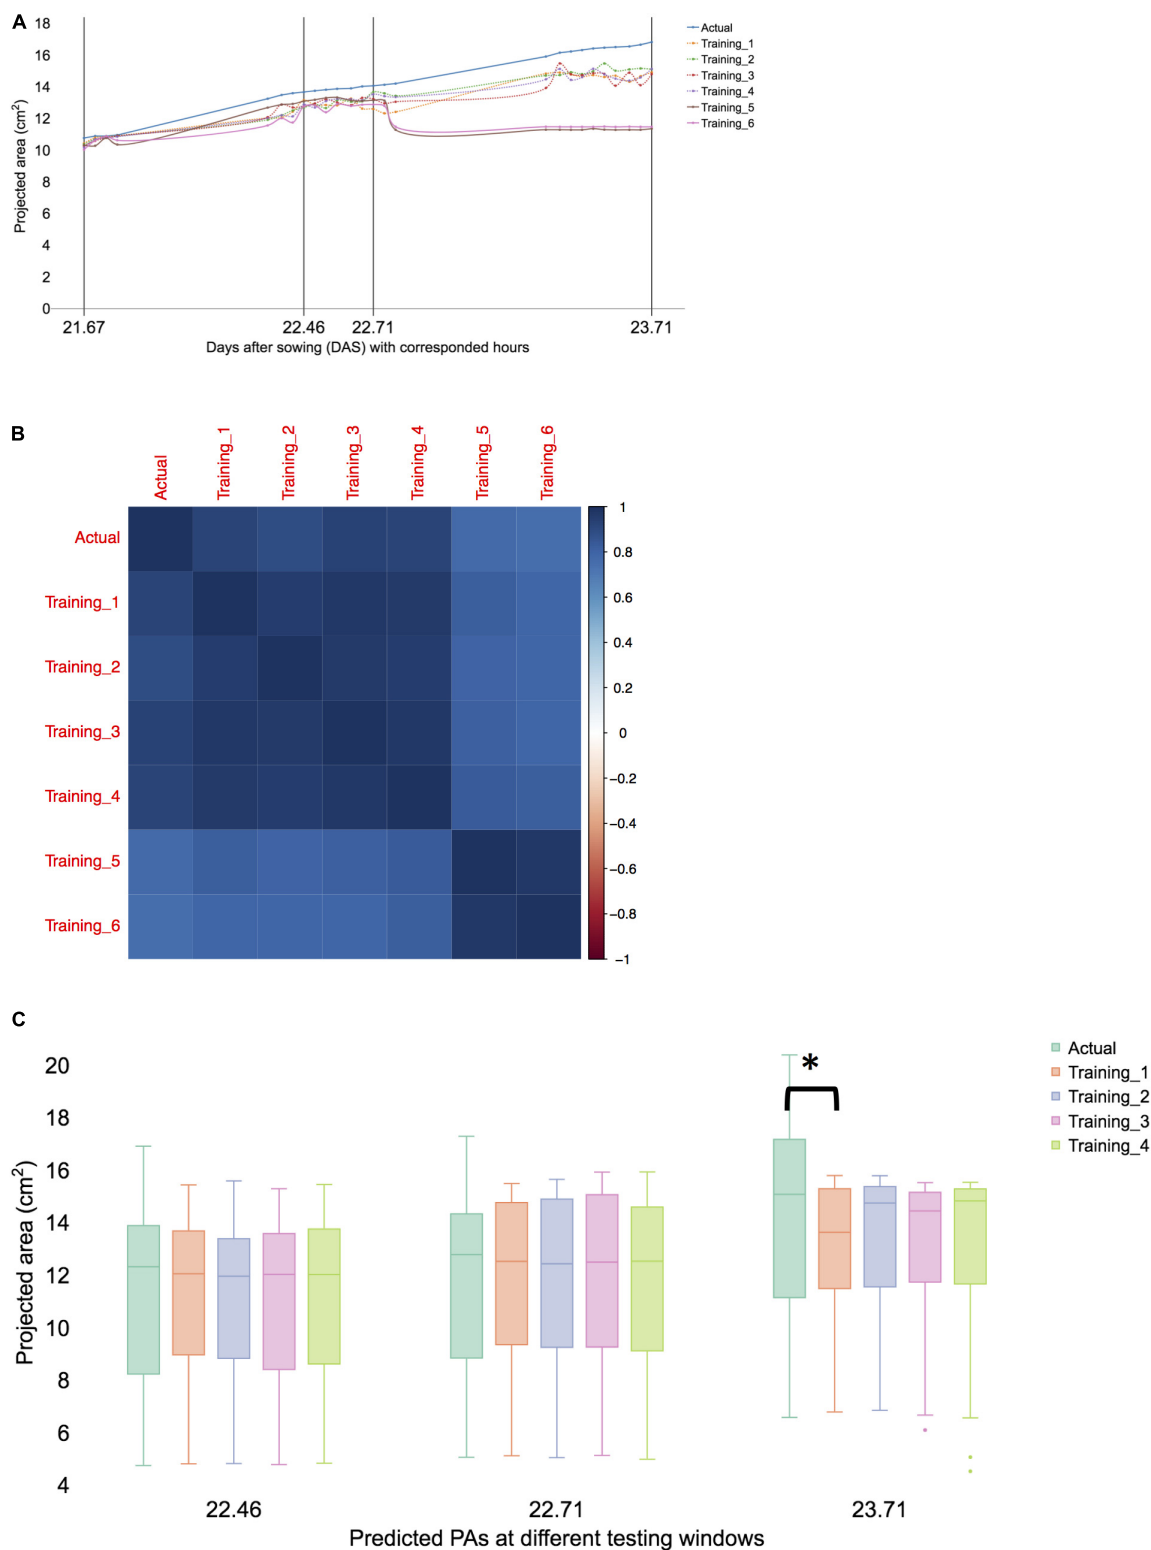 A
18
16
14
12
10
8
6
4
2
0
Projected area (cm²)
21.67 22.46 22.71 23.71
Days after sowing (DAS) with corresponded hours
Actual
Training_1
Training_2
Training_3
Training_4
Training_5
Training_6
B
Actual Training_1 Training_2 Training_3 Training_4 Training_5 Training_6
Actual
Training_1
Training_2
Training_3
Training_4
Training_5
Training_6
1
0.8
0.6
0.4
0.2
0
−0.2
−0.4
−0.6
−0.8
−1
C
20
18
16
14
12
10
8
6
4
Projected area (cm²)
*
22.46 22.71 23.71
Predicted PAs at different testing windows
Actual
Training_1
Training_2
Training_3
Training_4